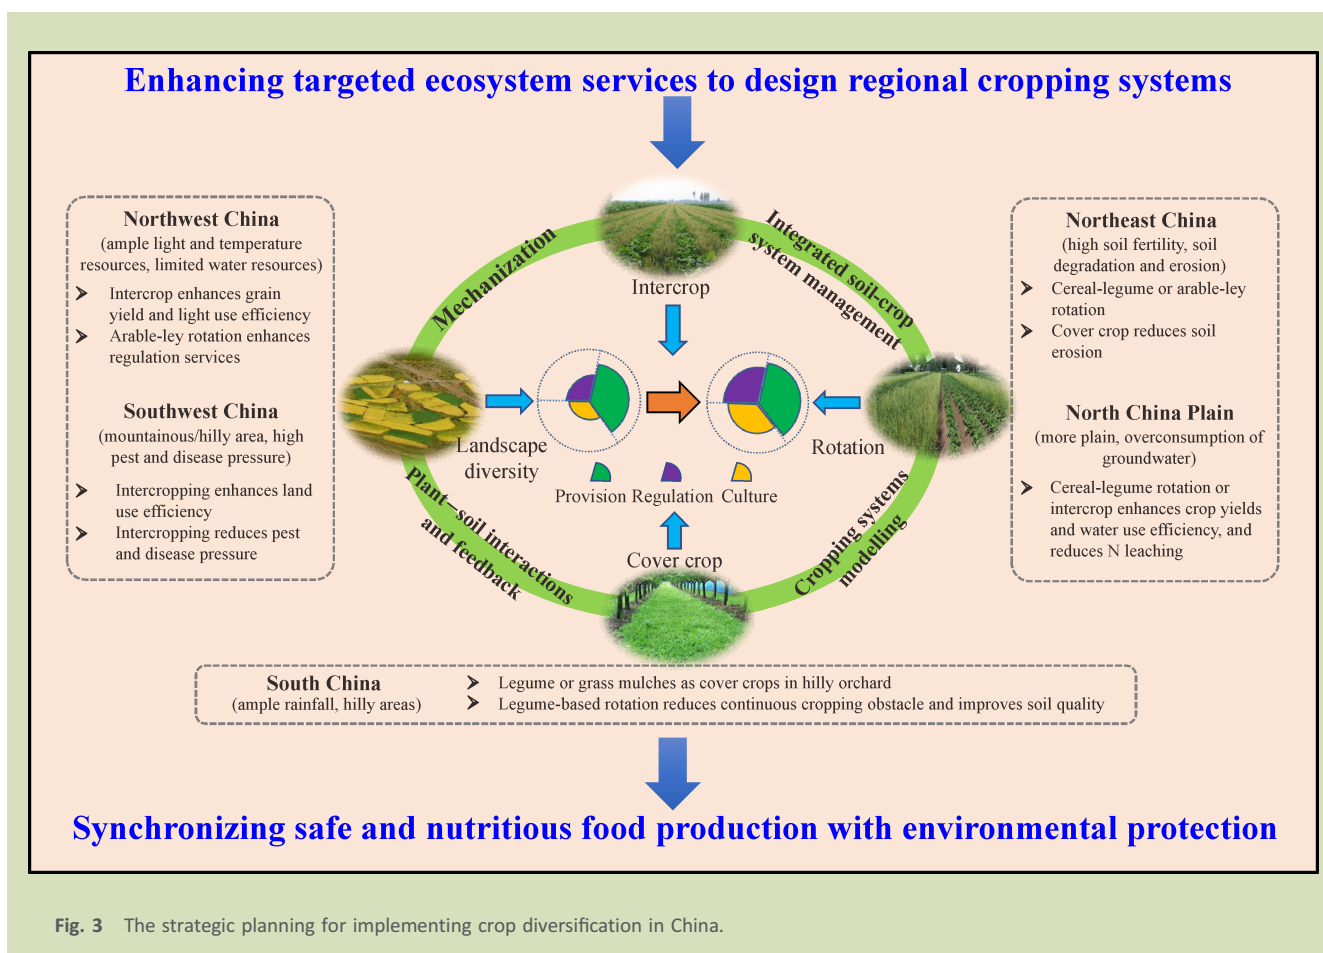 Enhancing targeted ecosystem services to design regional cropping systems
Northwest China
(ample light and temperature
resources, limited water resources)
➤ Intercrop enhances grain
yield and light use efficiency
➤ Arable-ley rotation enhances
regulation services
Southwest China
(mountainous/hilly area, high
pest and disease pressure)
➤ Intercropping enhances land
use efficiency
➤ Intercropping reduces pest
and disease pressure
Mechanization
Integrated soil-crop
system management
Intercrop
Landscape
diversity
Rotation
Provision
Regulation
Culture
Cover crop
Plant–soil interactions
and feedback
Cropping systems
modelling
Northeast China
(high soil fertility, soil
degradation and erosion)
➤ Cereal-legume or arable-ley
rotation
➤ Cover crop reduces soil
erosion
North China Plain
(more plain, overconsumption of
groundwater)
➤ Cereal-legume rotation or
intercrop enhances crop yields
and water use efficiency, and
reduces N leaching
South China
(ample rainfall, hilly areas)
➤ Legume or grass mulches as cover crops in hilly orchard
➤ Legume-based rotation reduces continuous cropping obstacle and improves soil quality
Synchronizing safe and nutritious food production with environmental protection
Fig. 3 The strategic planning for implementing crop diversification in China.